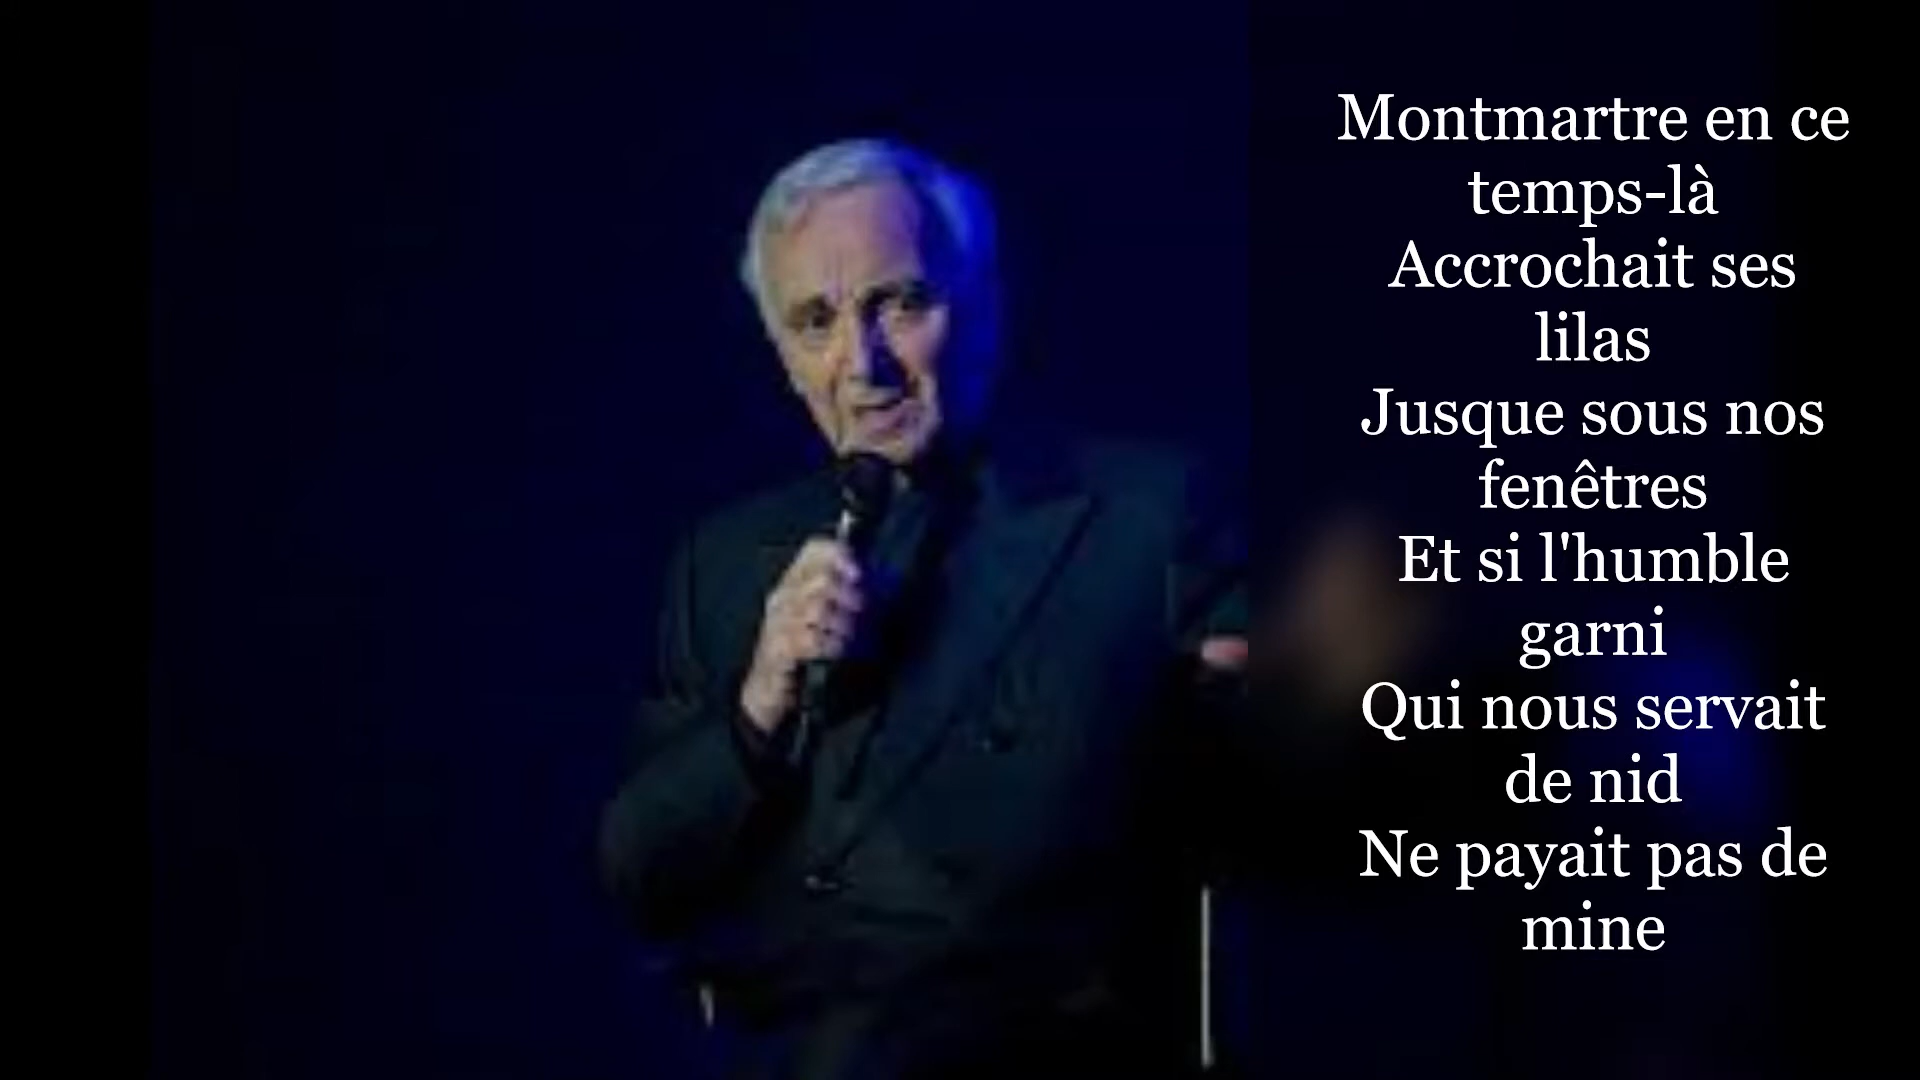 Montmartre en ce
temps-là
Accrochait ses
lilas
Jusque sous nos
fenêtres
Et si l'humble
garni
Qui nous servait
de nid
Ne payait pas de
mine